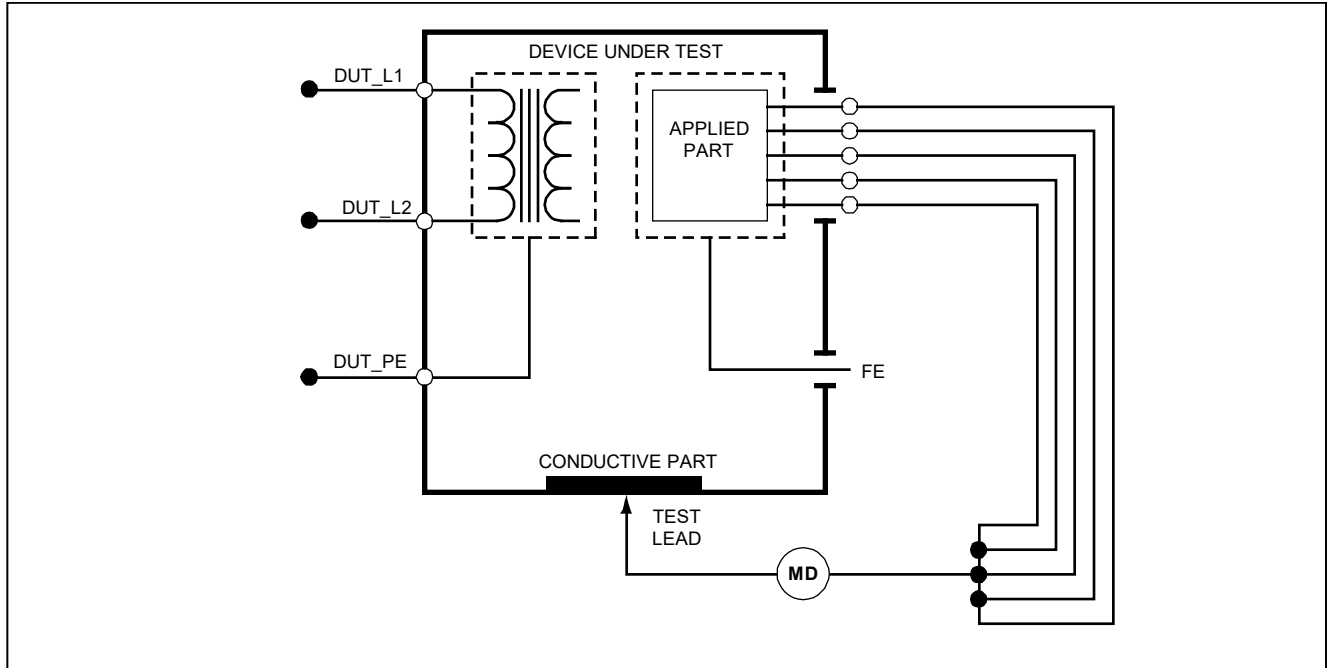 DEVICE UNDER TEST
DUT_L1
APPLIED
PART
DUT_L2
DUT_PE
FE
CONDUCTIVE PART
TEST
LEAD
MD